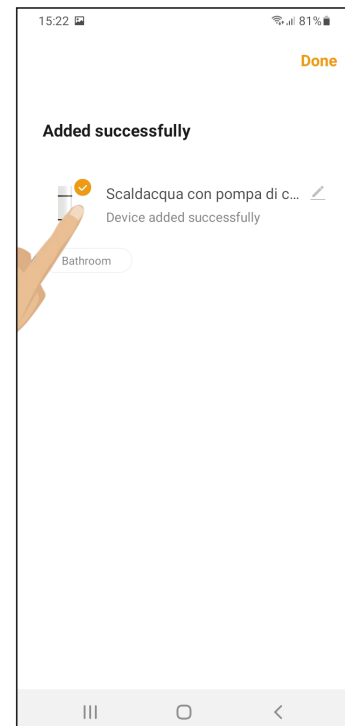 15:22 81%
Done
Added successfully
Scaldacqua con pompa di c...
Device added successfully
Bathroom